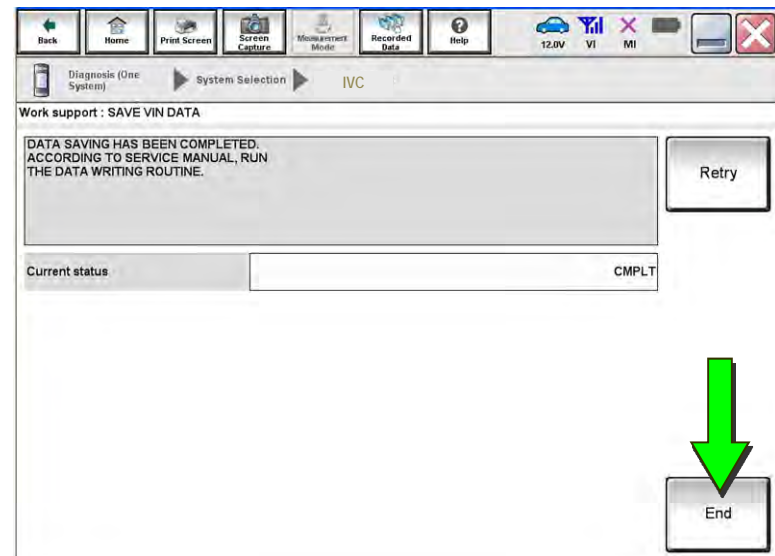 Back
Home
Print Screen
Screen
Capture
Measurement
Mode
Recorded
Data
Help
12.0V
VI
MI
Diagnosis (One
System)
System Selection
IVC
Work support : SAVE VIN DATA
DATA SAVING HAS BEEN COMPLETED.
ACCORDING TO SERVICE MANUAL, RUN
THE DATA WRITING ROUTINE.
Retry
Current status
CMPLT
End